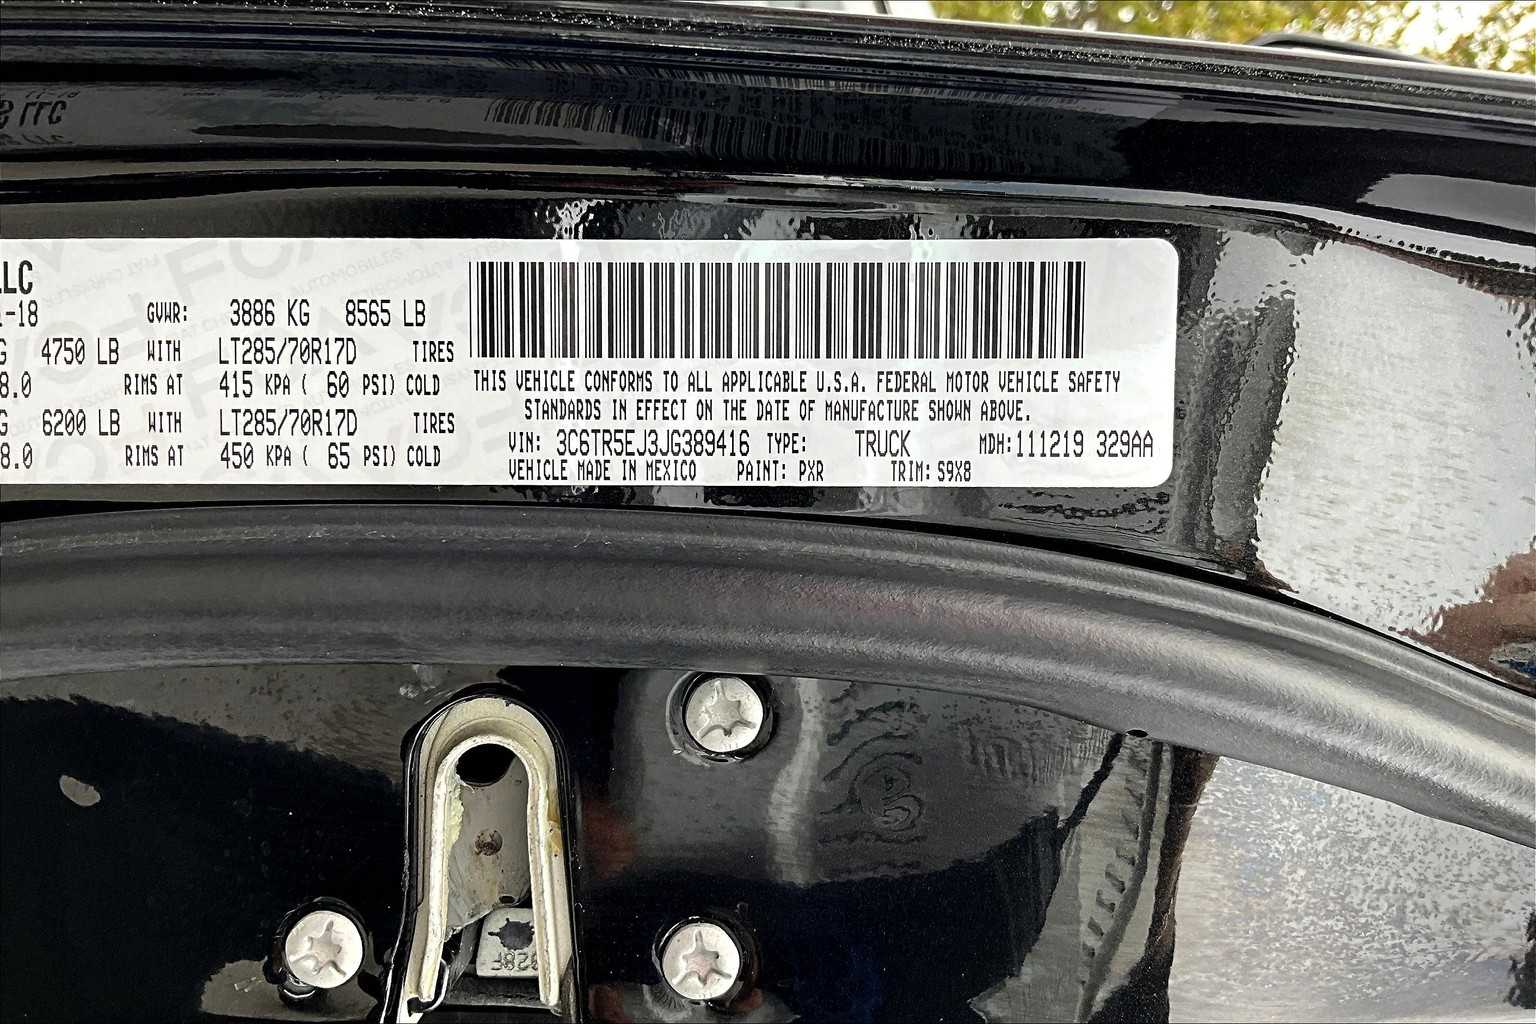 LLC
1-18 GVWR: 3886 KG 8565 LB
G 4750 LB WITH LT285/70R17D TIRES
8.0 RIMS AT 415 KPA ( 60 PSI) COLD
G 6200 LB WITH LT285/70R17D TIRES
8.0 RIMS AT 450 KPA ( 65 PSI) COLD
THIS VEHICLE CONFORMS TO ALL APPLICABLE U.S.A. FEDERAL MOTOR VEHICLE SAFETY
STANDARDS IN EFFECT ON THE DATE OF MANUFACTURE SHOWN ABOVE.
VIN: 3C6TR5EJ3JG389416 TYPE: TRUCK MDH:111219 329AA
VEHICLE MADE IN MEXICO PAINT: PXR TRIM: S9X8